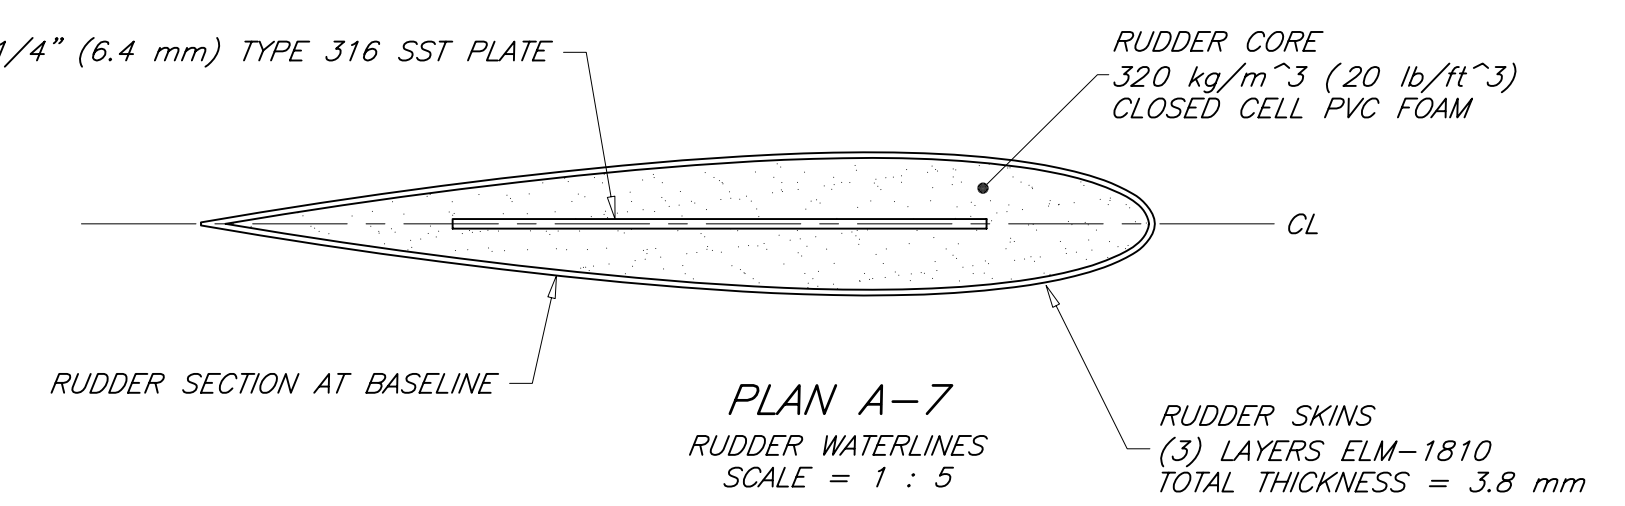 1/4” (6.4 mm) TYPE 316 SST PLATE
RUDDER CORE
320 kg/m^3 (20 lb/ft^3)
CLOSED CELL PVC FOAM
CL
RUDDER SECTION AT BASELINE
PLAN A-7
RUDDER WATERLINES
SCALE = 1 : 5
RUDDER SKINS
(3) LAYERS ELM-1810
TOTAL THICKNESS = 3.8 mm